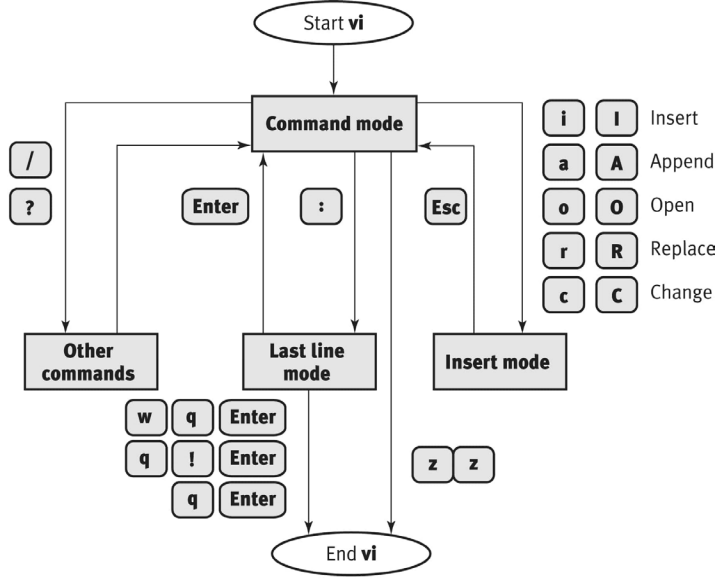 Start vi
Command mode
i I Insert
a A Append
o O Open
r R Replace
c C Change
/
?
Enter
:
Esc
Other
commands
Last line
mode
Insert mode
w q Enter
q ! Enter
q Enter
z z
End vi